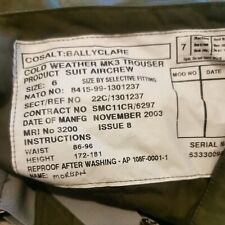 COSALT:BALLYCLARE
COLD WEATHER MK3 TROUSER
PRODUCT SUIT AIRCREW
SIZE: 6 SIZE BY SELECTIVE FITTING
NATO No 8415-99-1301237
SECT/REF NO 22C/1301237
CONTRACT No SMC11CR/6297
DATE OF MANFG NOVEMBER 2003
MRI No 3200 ISSUE 8
INSTRUCTIONS
WAIST 86-96
HEIGHT 172-181
REPROOF AFTER WASHING - AP 108F-0001-1
NAME: MORGAN
7
MOD NO
DATE
SERIAL